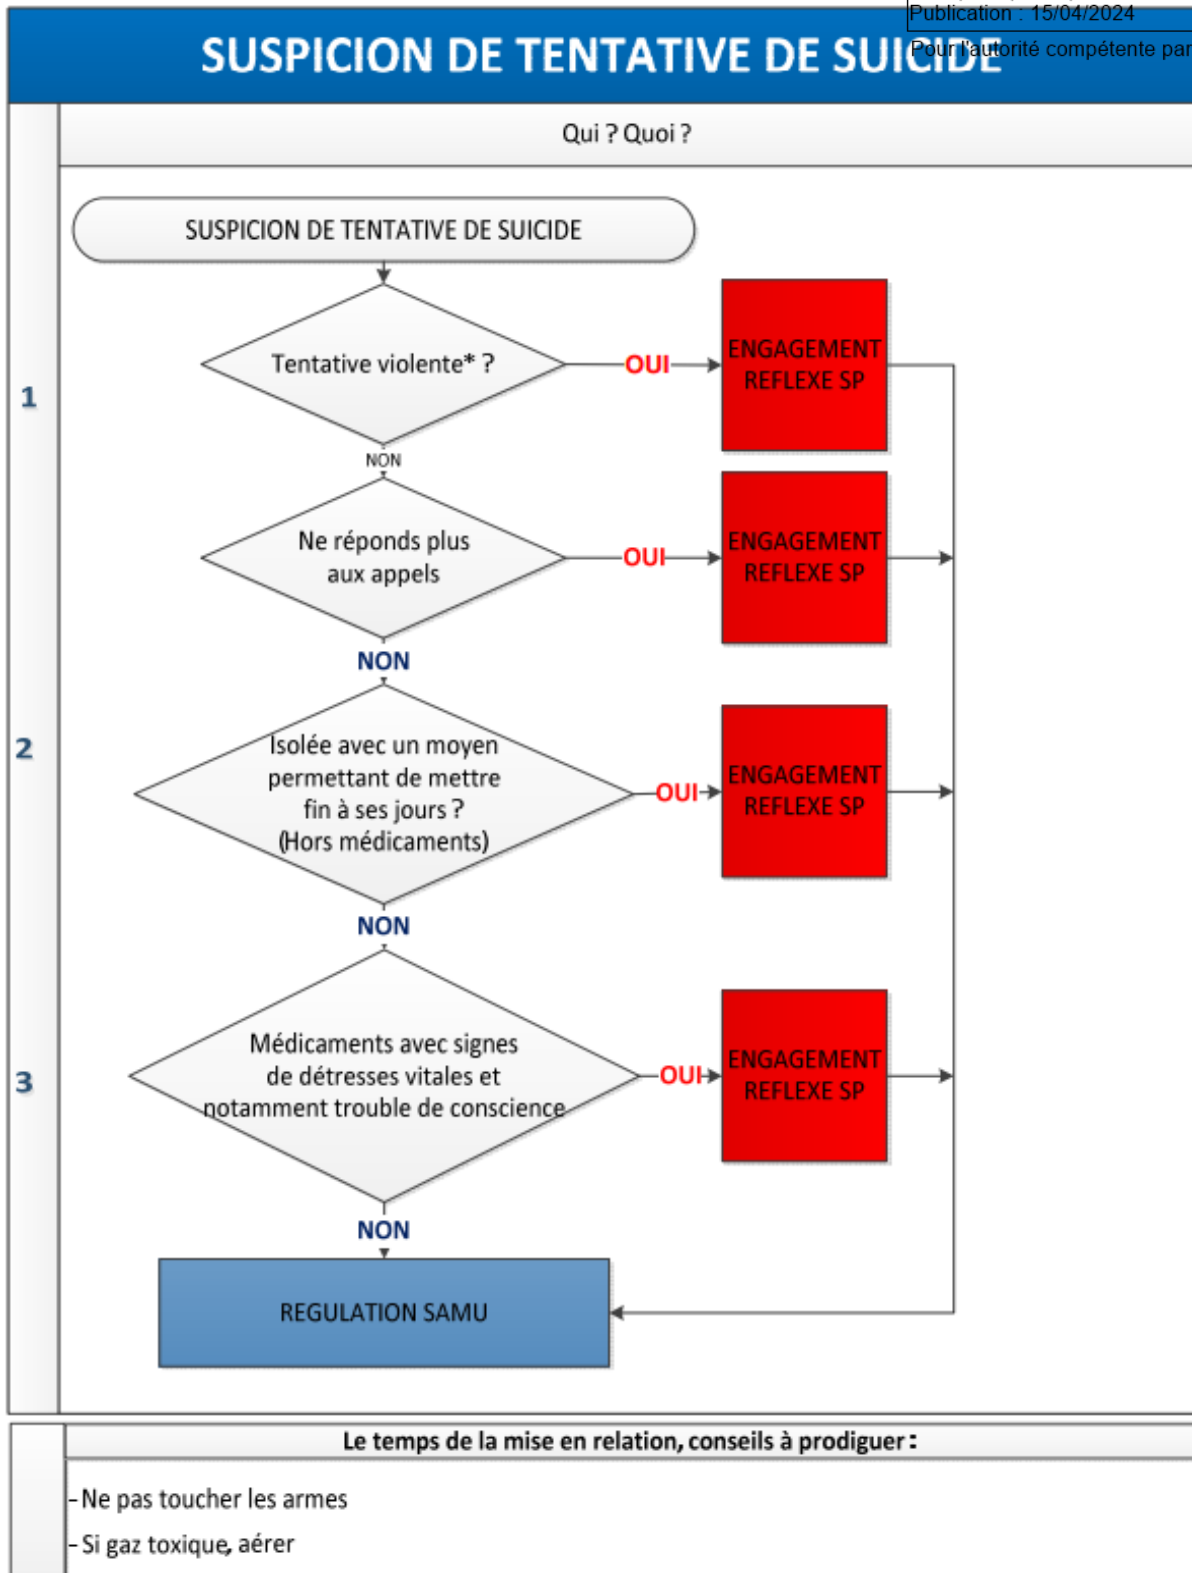 Publication : 15/04/2024
Pour l'autorité compétente par
SUSPICION DE TENTATIVE DE SUICIDE
Qui ? Quoi ?
SUSPICION DE TENTATIVE DE SUICIDE
1
Tentative violente* ?
OUI
ENGAGEMENT
REFLEXE SP
NON
Ne réponds plus
aux appels
OUI
ENGAGEMENT
REFLEXE SP
NON
2
Isolée avec un moyen
permettant de mettre
fin à ses jours ?
(Hors médicaments)
OUI
ENGAGEMENT
REFLEXE SP
NON
3
Médicaments avec signes
de détresses vitales et
notamment trouble de conscience
OUI
ENGAGEMENT
REFLEXE SP
NON
REGULATION SAMU
Le temps de la mise en relation, conseils à prodiguer :
- Ne pas toucher les armes
- Si gaz toxique, aérer